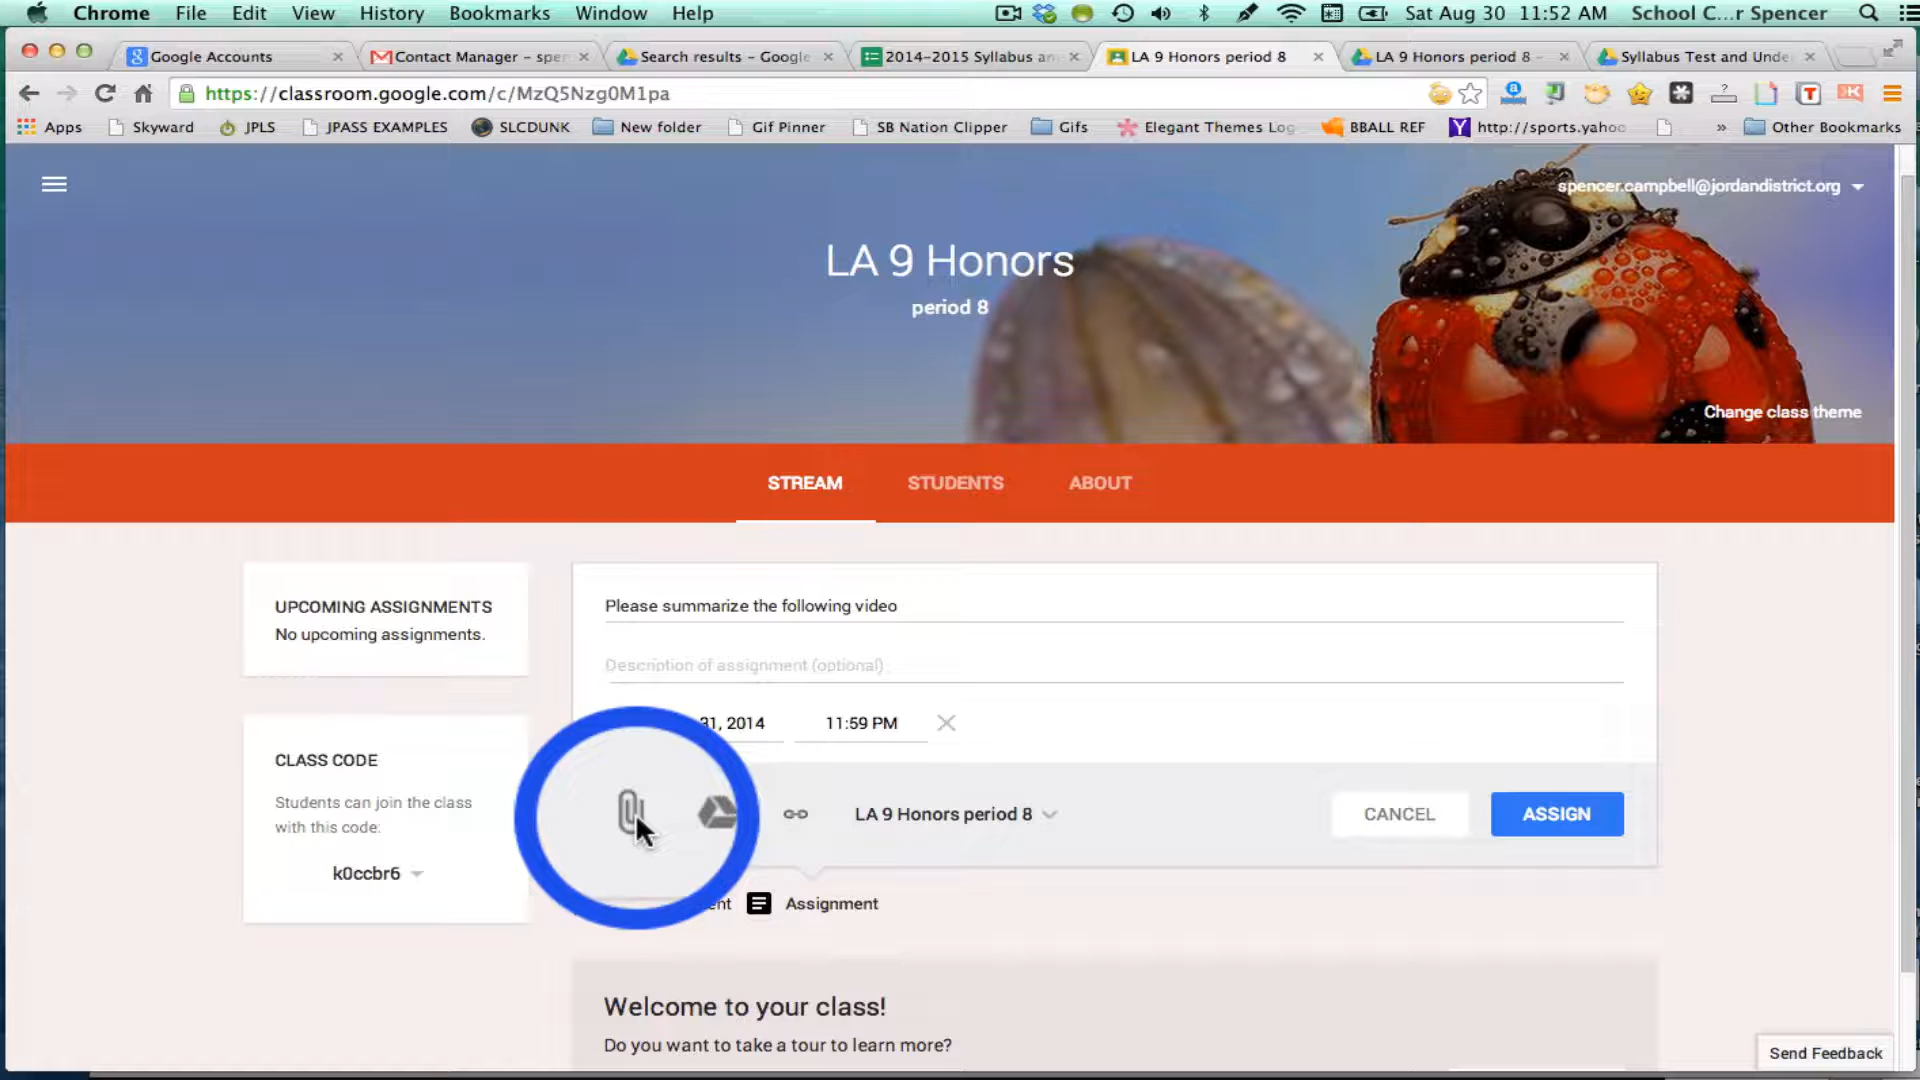 Chrome File Edit View History Bookmarks Window Help Sat Aug 30 11:52 AM School C...r Spencer
Google Accounts Contact Manager - spen Search results - Google 2014-2015 Syllabus an LA 9 Honors period 8 LA 9 Honors period 8 - Syllabus Test and Unde
https://classroom.google.com/c/MzQ5Nzg0M1pa
Apps Skyward JPLS JPASS EXAMPLES SLCDUNK New folder Gif Pinner SB Nation Clipper Gifs Elegant Themes Log BBALL REF http://sports.yahoo » Other Bookmarks
spencer.campbell@jordandistrict.org
LA 9 Honors
period 8
Change class theme
STREAM STUDENTS ABOUT
UPCOMING ASSIGNMENTS
No upcoming assignments.
CLASS CODE
Students can join the class
with this code:
k0ccbr6
Please summarize the following video
Description of assignment (optional)
31, 2014 11:59 PM
LA 9 Honors period 8 CANCEL ASSIGN
ent Assignment
Welcome to your class!
Do you want to take a tour to learn more?
Send Feedback